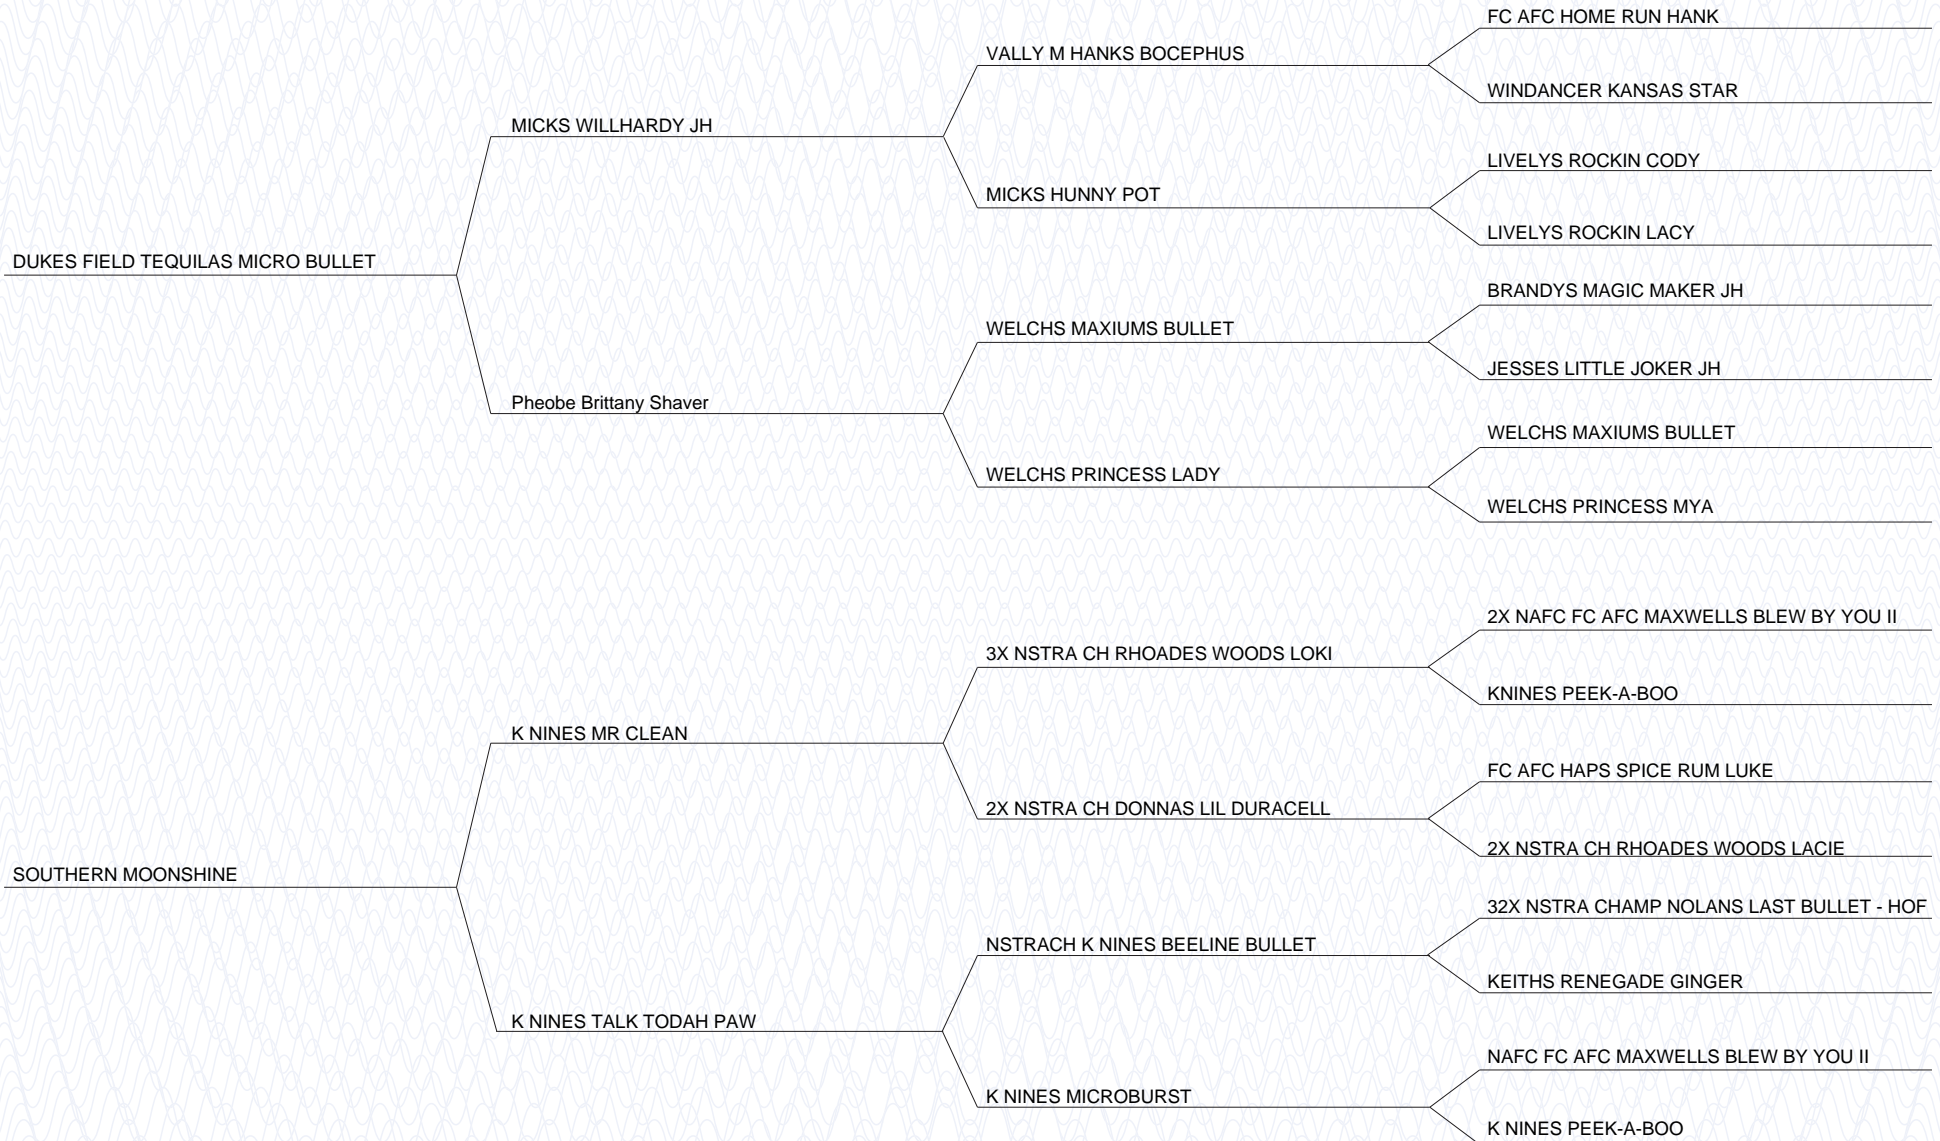 FC AFC HOME RUN HANK
VALLY M HANKS BOCEPHUS
WINDANCER KANSAS STAR
MICKS WILLHARDY JH
LIVELYS ROCKIN CODY
MICKS HUNNY POT
LIVELYS ROCKIN LACY
DUKES FIELD TEQUILAS MICRO BULLET
BRANDYS MAGIC MAKER JH
WELCHS MAXIUMS BULLET
JESSES LITTLE JOKER JH
Pheobe Brittany Shaver
WELCHS MAXIUMS BULLET
WELCHS PRINCESS LADY
WELCHS PRINCESS MYA
2X NAFC FC AFC MAXWELLS BLEW BY YOU II
3X NSTRA CH RHOADES WOODS LOKI
KNINES PEEK-A-BOO
K NINES MR CLEAN
FC AFC HAPS SPICE RUM LUKE
2X NSTRA CH DONNAS LIL DURACELL
2X NSTRA CH RHOADES WOODS LACIE
SOUTHERN MOONSHINE
32X NSTRA CHAMP NOLANS LAST BULLET - HOF
NSTRACH K NINES BEELINE BULLET
KEITHS RENEGADE GINGER
K NINES TALK TODAH PAW
NAFC FC AFC MAXWELLS BLEW BY YOU II
K NINES MICROBURST
K NINES PEEK-A-BOO